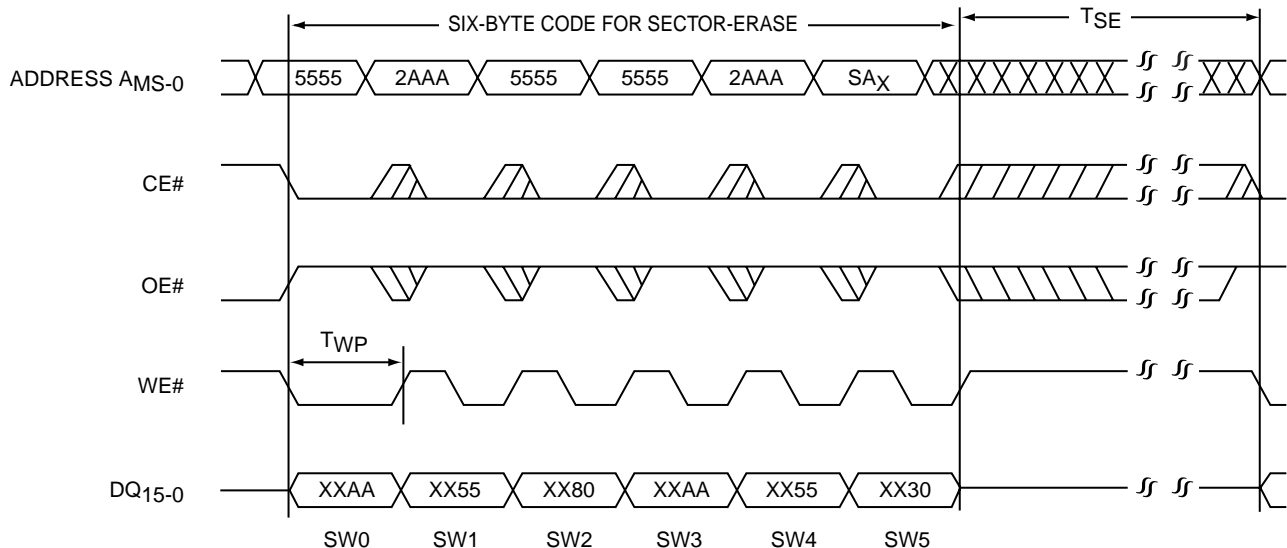 SIX-BYTE CODE FOR SECTOR-ERASE TSE
ADDRESS AMS-0 5555 2AAA 5555 5555 2AAA SAX
CE#
OE#
TWP
WE#
DQ15-0 XXAA XX55 XX80 XXAA XX55 XX30
SW0 SW1 SW2 SW3 SW4 SW5